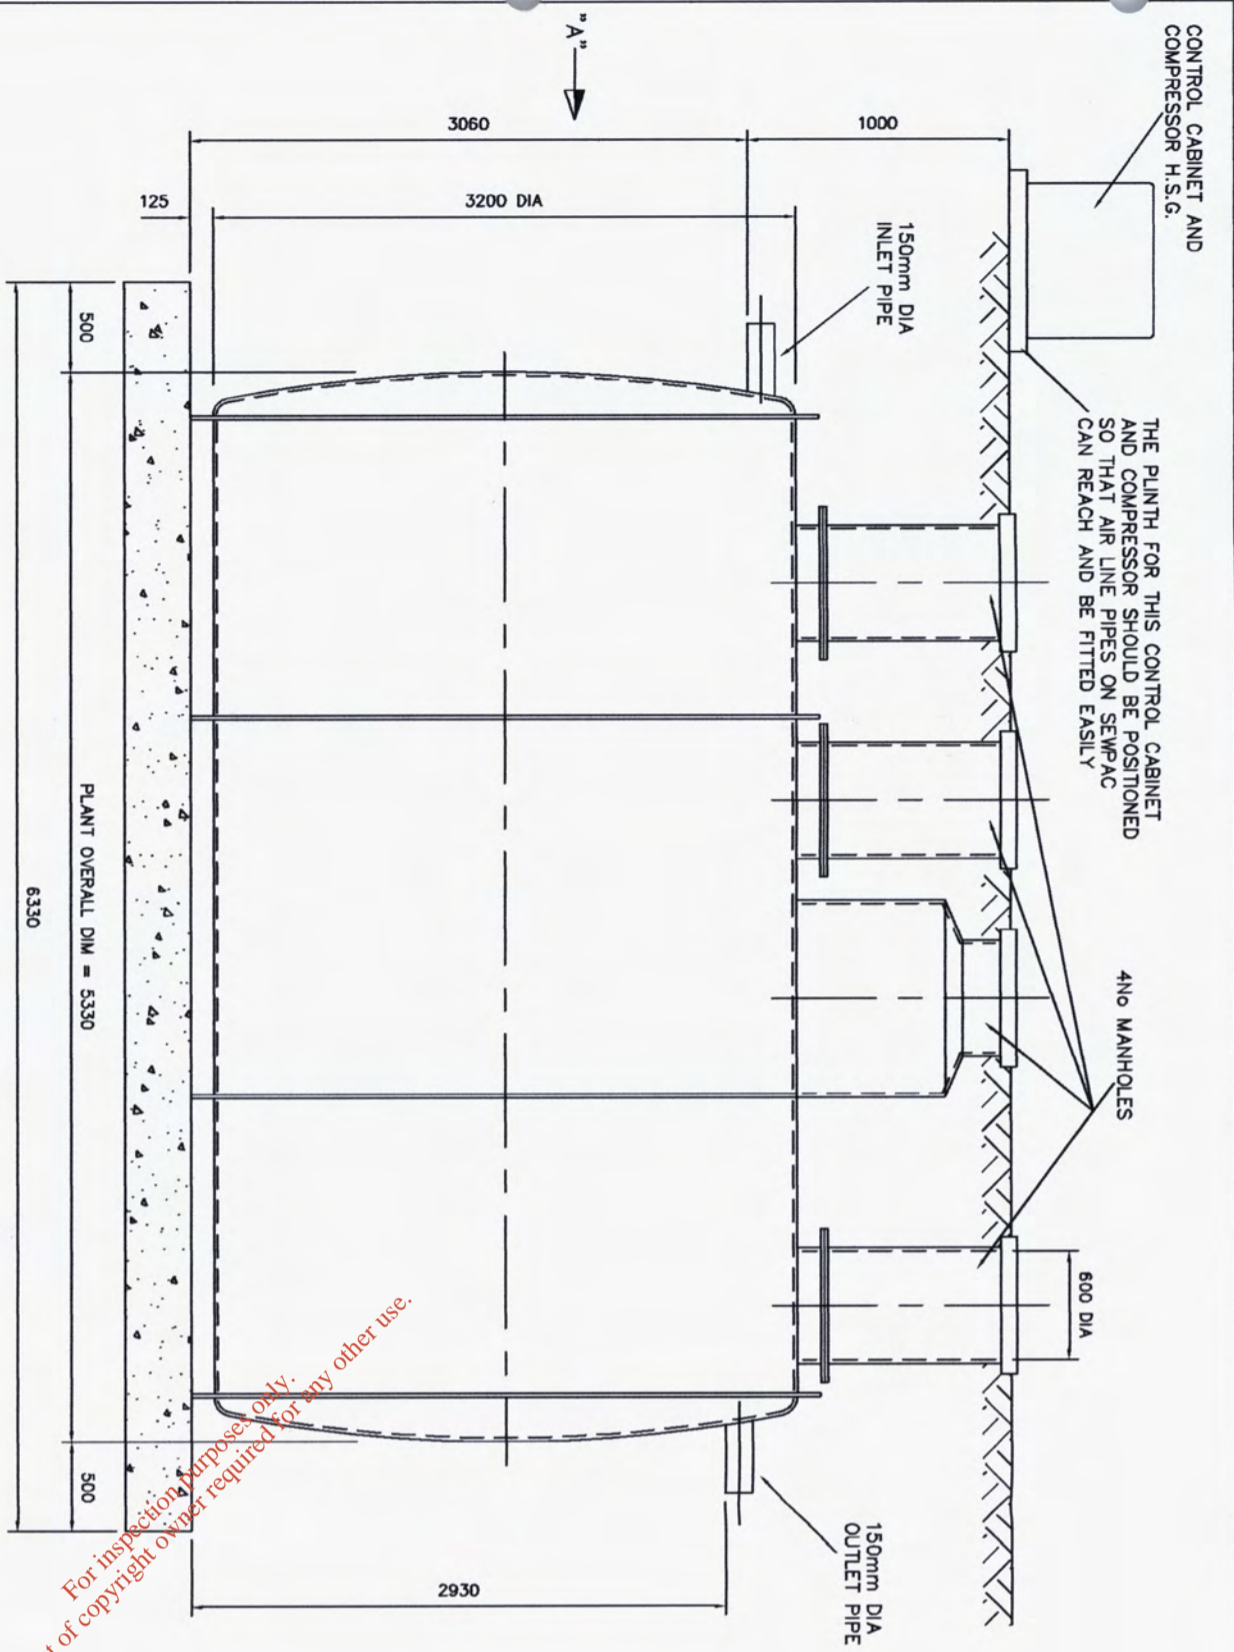 CONTROL CABINET AND
COMPRESSOR H.S.G.
THE PLINTH FOR THIS CONTROL CABINET
AND COMPRESSOR SHOULD BE POSITIONED
SO THAT AIR LINE PIPES ON SEWPAC
CAN REACH AND BE FITTED EASILY
4No MANHOLES
600 DIA
150mm DIA
INLET PIPE
150mm DIA
OUTLET PIPE
"A"
1000
3060
3200 DIA
125
2930
500
PLANT OVERALL DIM = 5330
500
6330
For inspection purposes only.
of copyright owner required for any other use.